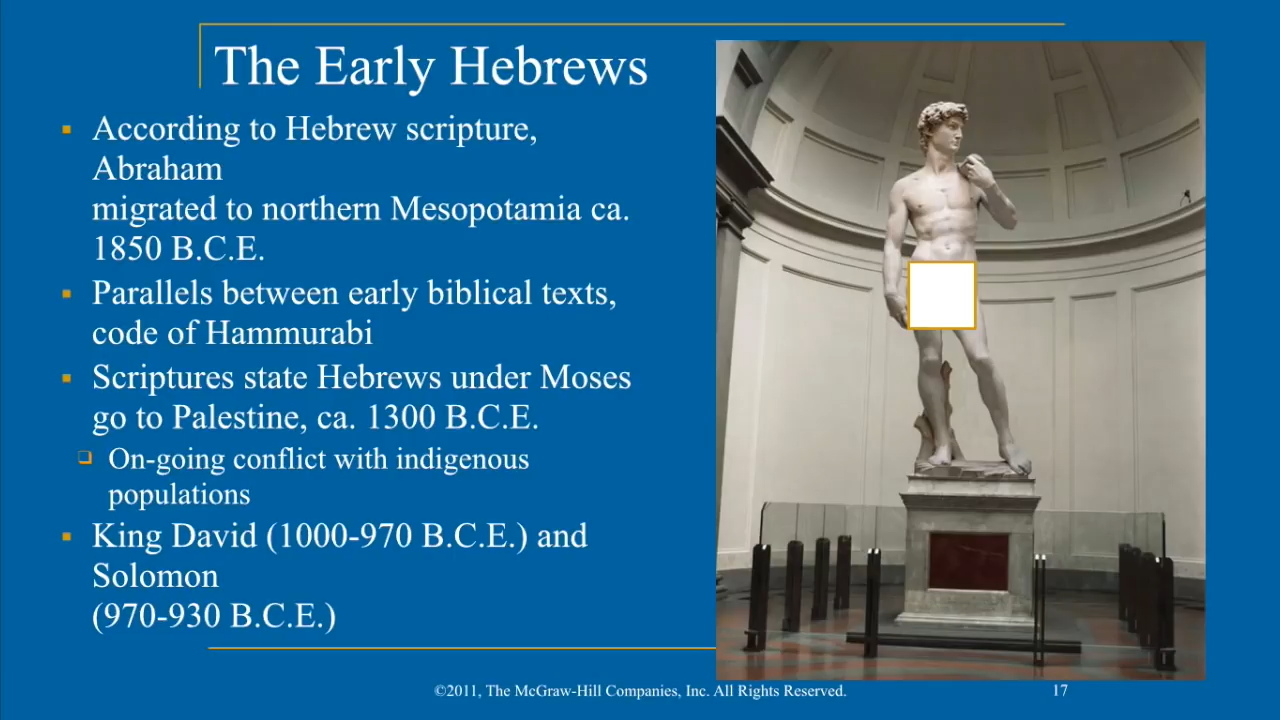 The Early Hebrews
According to Hebrew scripture,
Abraham
migrated to northern Mesopotamia ca.
1850 B.C.E.
Parallels between early biblical texts,
code of Hammurabi
Scriptures state Hebrews under Moses
go to Palestine, ca. 1300 B.C.E.
On-going conflict with indigenous
populations
King David (1000-970 B.C.E.) and
Solomon
(970-930 B.C.E.)
©2011, The McGraw-Hill Companies, Inc. All Rights Reserved.
17